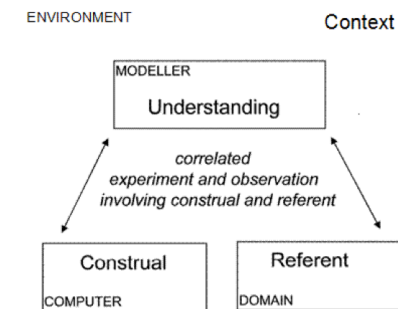 ENVIRONMENT
Context
MODELLER
Understanding
correlated
experiment and observation
involving construal and referent
Construal
COMPUTER
Referent
DOMAIN